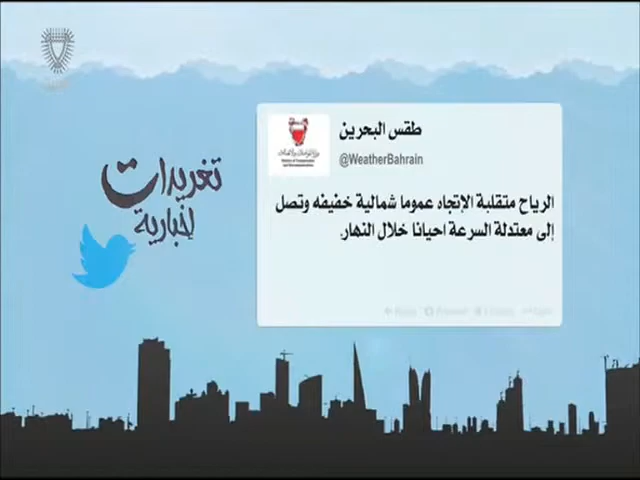 تغريدات
إخبارية
طقس البحرين
@WeatherBahrain
الرياح متقلبة الإتجاه عموما شمالية خفيفه وتصل
إلى معتدلة السرعة احيانا خلال النهار.